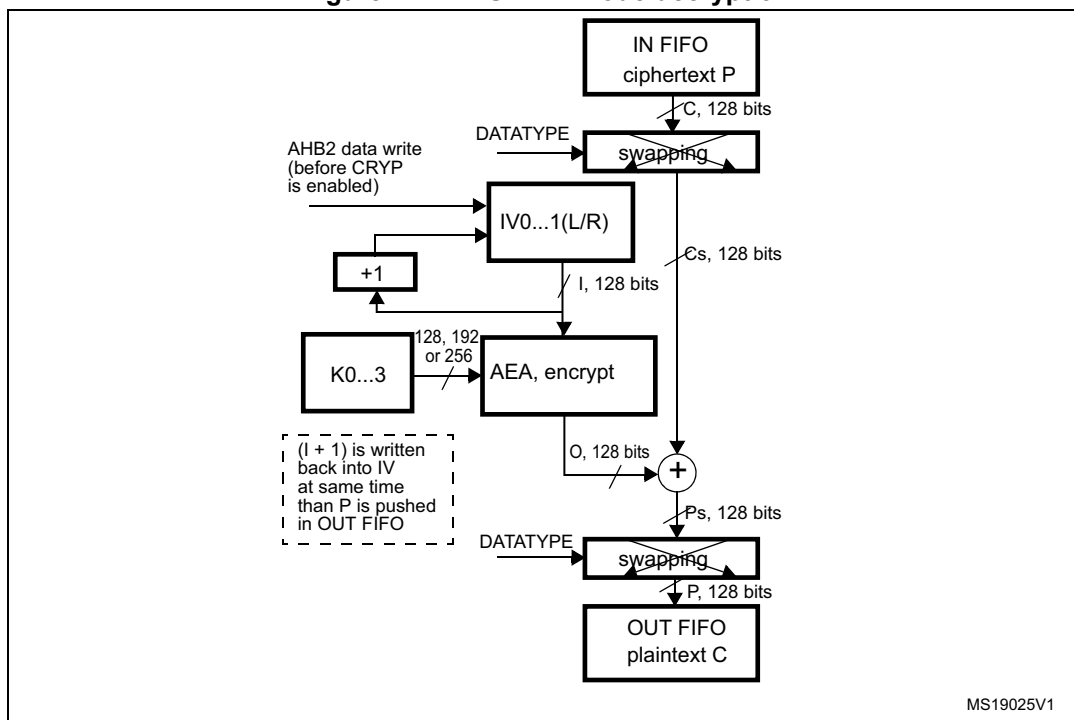 IN FIFO
ciphertext P
C, 128 bits
DATATYPE
swapping
AHB2 data write
(before CRYP
is enabled)
IV0...1(L/R)
Cs, 128 bits
+1
I, 128 bits
128, 192
or 256
K0...3
AEA, encrypt
(I + 1) is written
back into IV
at same time
than P is pushed
in OUT FIFO
O, 128 bits
+
Ps, 128 bits
DATATYPE
swapping
P, 128 bits
OUT FIFO
plaintext C
MS19025V1